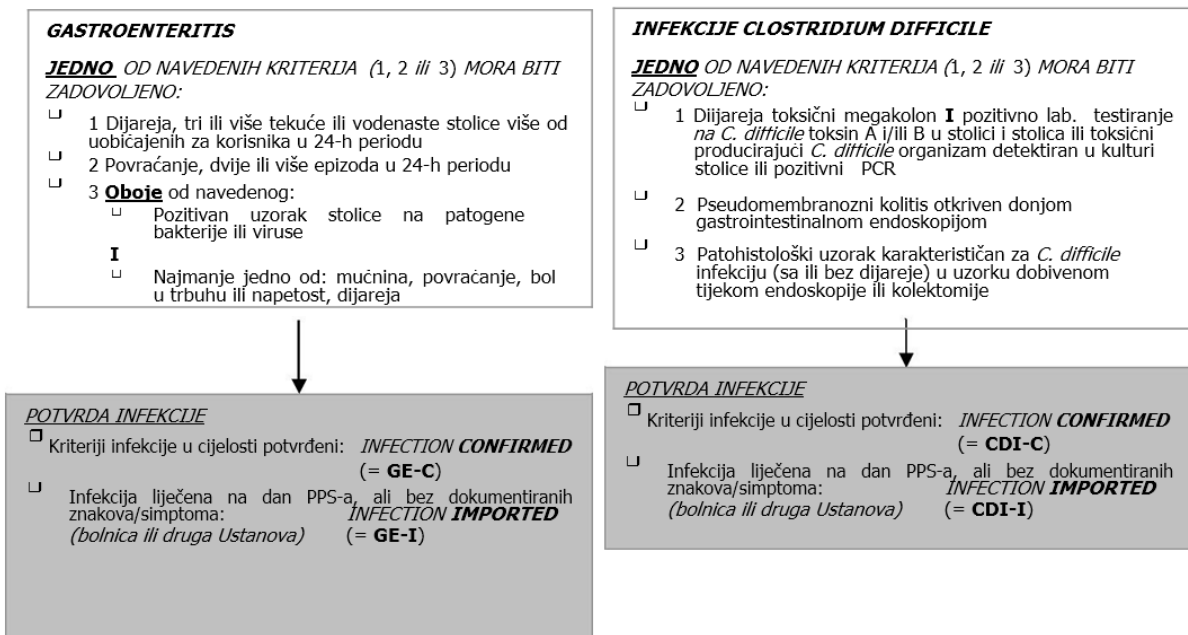 GASTROENTERITIS
JEDNO OD NAVEDENIH KRITERIJA (1, 2 ili 3) MORA BITI
ZADOVOLJENO:
1 Dijareja, tri ili više tekuće ili vodenaste stolice više od
uobičajenih za korisnika u 24-h periodu
2 Povraćanje, dvije ili više epizoda u 24-h periodu
3 Oboje od navedenog:
Pozitivan uzorak stolice na patogene
bakterije ili viruse
I
Najmanje jedno od: mučnina, povraćanje, bol
u trbuhu ili napetost, dijareja
POTVRDA INFEKCIJE
Kriteriji infekcije u cijelosti potvrđeni: INFECTION CONFIRMED
(= GE-C)
Infekcija liječena na dan PPS-a, ali bez dokumentiranih
znakova/simptoma: INFECTION IMPORTED
(bolnica ili druga Ustanova) (= GE-I)
INFEKCIJE CLOSTRIDIUM DIFFICILE
JEDNO OD NAVEDENIH KRITERIJA (1, 2 ili 3) MORA BITI
ZADOVOLJENO:
1 Diijareja toksični megakolon I pozitivno lab. testiranje
na C. difficile toksin A i/ili B u stolici i stolica ili toksični
producirajući C. difficile organizam detektiran u kulturi
stolice ili pozitivni PCR
2 Pseudomembranozni kolitis otkriven donjom
gastrointestinalnom endoskopijom
3 Patohistološki uzorak karakterističan za C. difficile
infekciju (sa ili bez dijareje) u uzorku dobivenom
tijekom endoskopije ili kolektomije
POTVRDA INFEKCIJE
Kriteriji infekcije u cijelosti potvrđeni: INFECTION CONFIRMED
(= CDI-C)
Infekcija liječena na dan PPS-a, ali bez dokumentiranih
znakova/simptoma: INFECTION IMPORTED
(bolnica ili druga Ustanova) (= CDI-I)